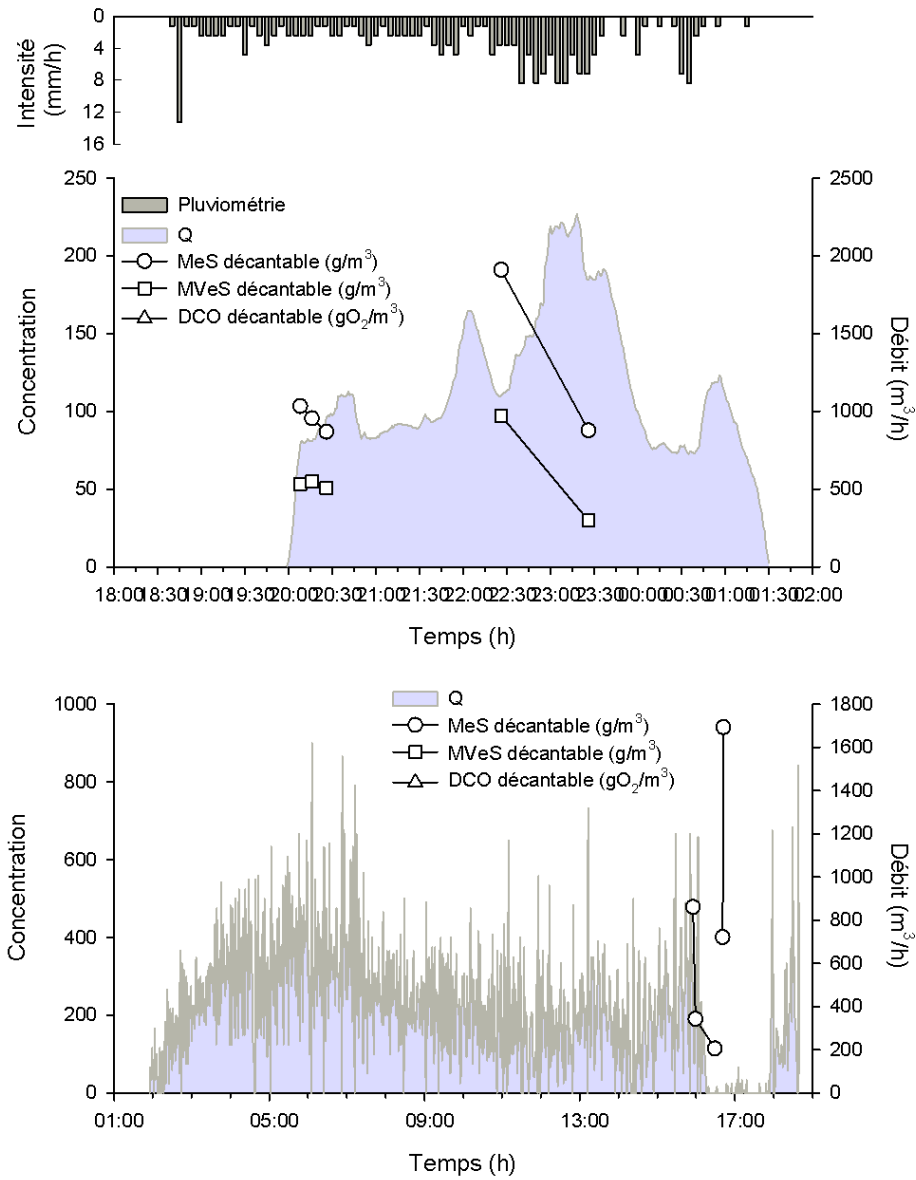 0
4
8
12
16
Intensité
(mm/h)
250
200
150
100
50
0
Concentration
2500
2000
1500
1000
500
0
Débit (m³/h)
Pluviométrie
Q
MeS décantable (g/m³)
MVeS décantable (g/m³)
DCO décantable (gO₂/m³)
18:00 18:30 19:00 19:30 20:00 20:30 21:00 21:30 22:00 22:30 23:00 23:30 00:00 00:30 01:00 01:30 02:00
Temps (h)
Q
MeS décantable (g/m³)
MVeS décantable (g/m³)
DCO décantable (gO₂/m³)
1000
800
600
400
200
0
Concentration
1800
1600
1400
1200
1000
800
600
400
200
0
Débit (m³/h)
01:00 05:00 09:00 13:00 17:00
Temps (h)